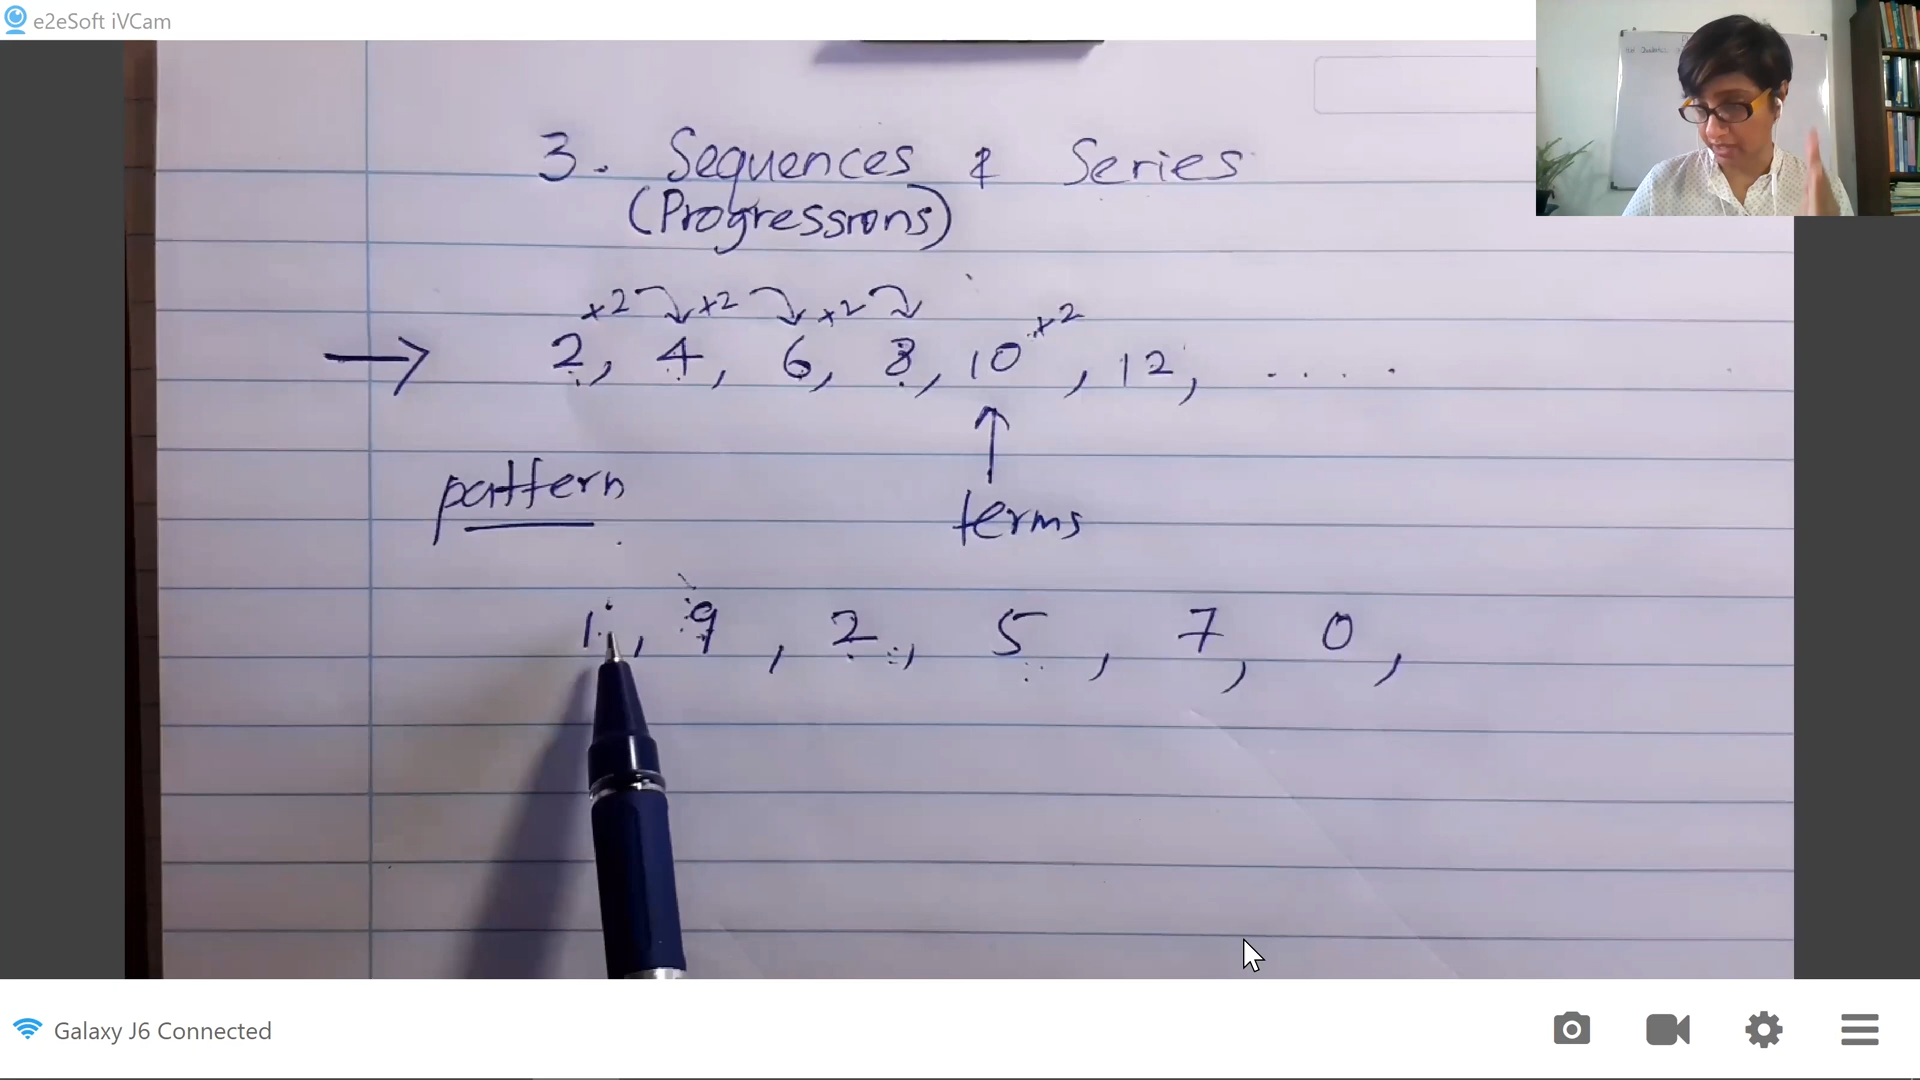 e2eSoft iVCam
3. Sequences & Series
(Progressions)
+2 +2 +2 +2
→ 2, 4, 6, 8, 10, 12, ....
↑
pattern
terms
1, 9, 2, 5, 7, 0,
Galaxy J6 Connected